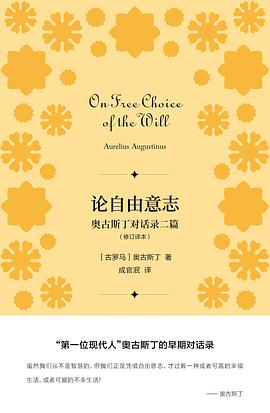 On Free Choice
of the Will
Aurelius Augustinus
论自由意志
奥古斯丁对话录二篇
（修订译本）
［古罗马］奥古斯丁 著
成官泯 译
“第一位现代人”奥古斯丁的早期对话录
虽然我们从不是智慧的，但我们正是凭借自由意志，才过着一种或者可嘉的幸福
生活，或者可鄙的不幸生活！
—— 奥古斯丁